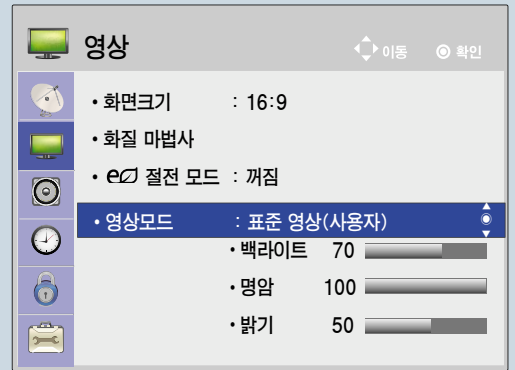 영상 이동 확인
• 화면크기 : 16:9
• 화질 마법사
• e 절전 모드 : 꺼짐
• 영상모드 : 표준 영상(사용자)
• 백라이트 70
• 명암 100
• 밝기 50